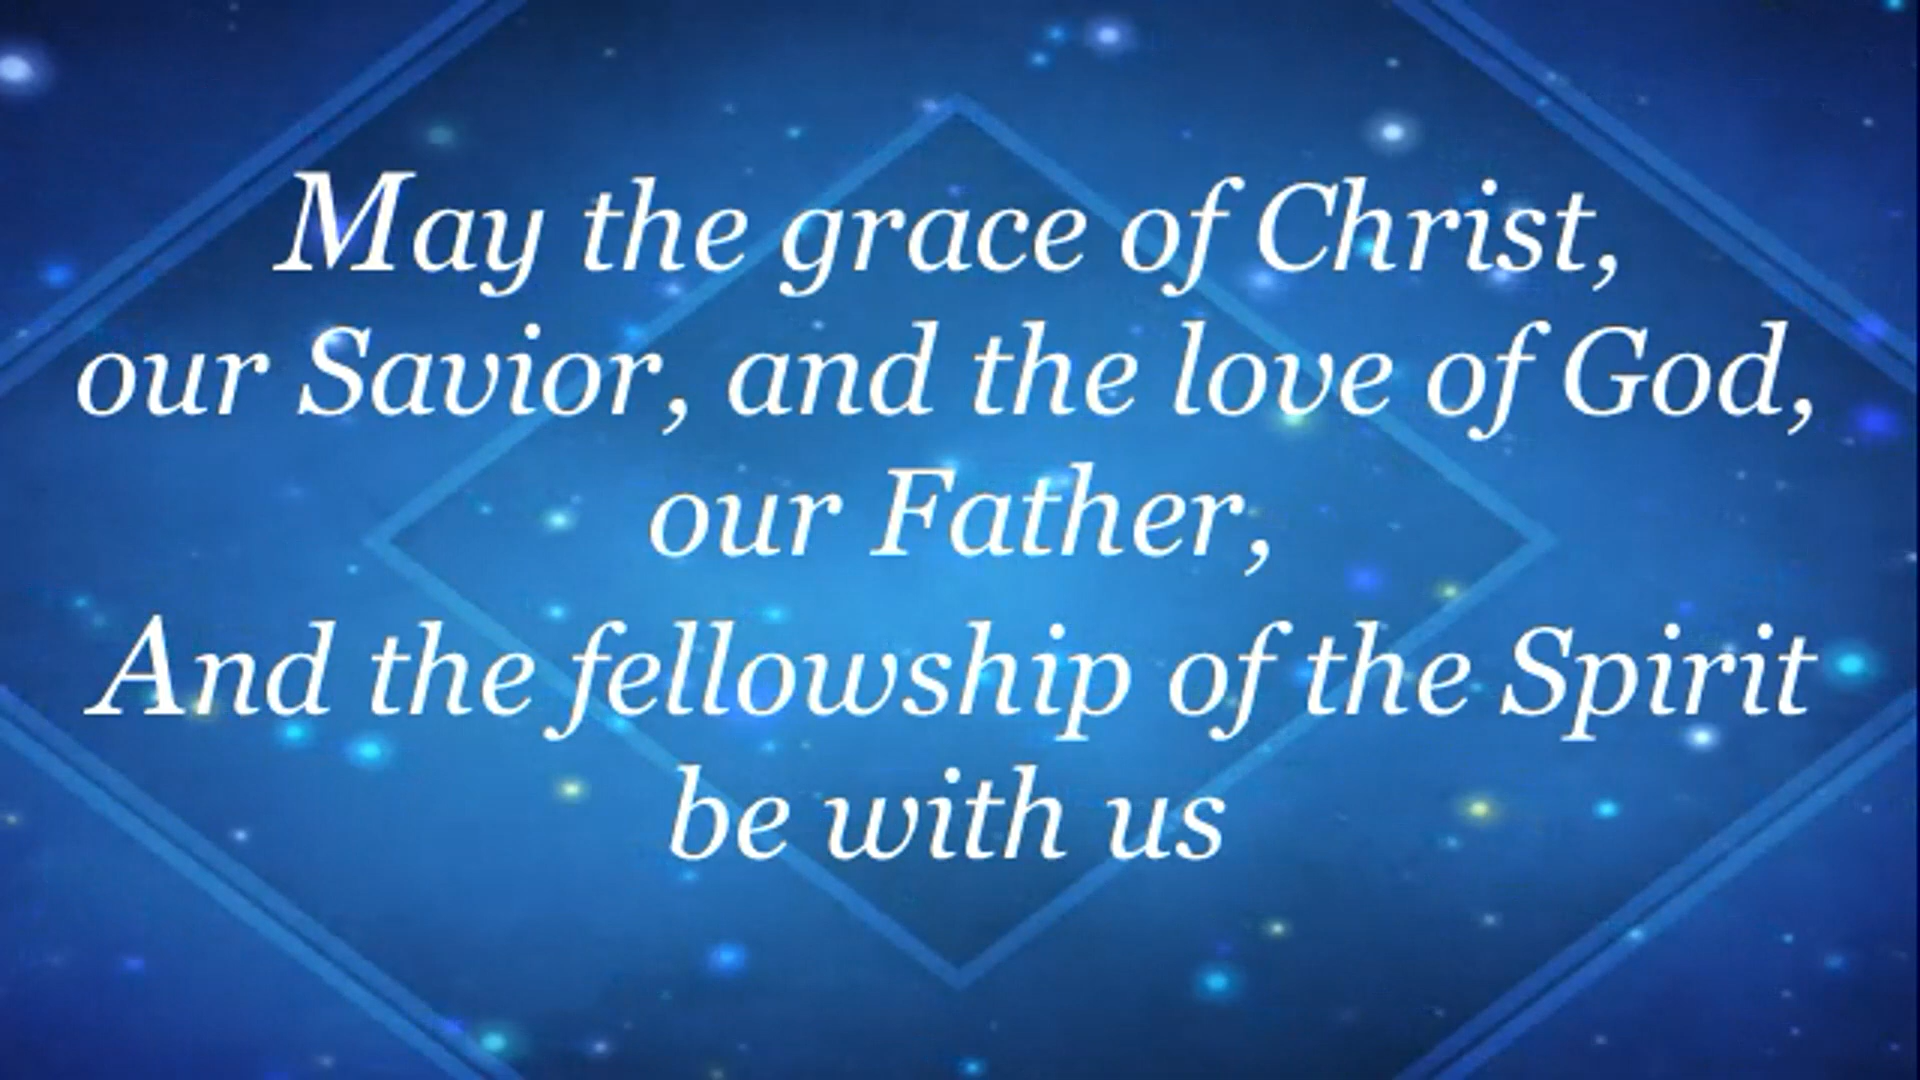 May the grace of Christ,
our Savior, and the love of God,
our Father,
And the fellowship of the Spirit
be with us